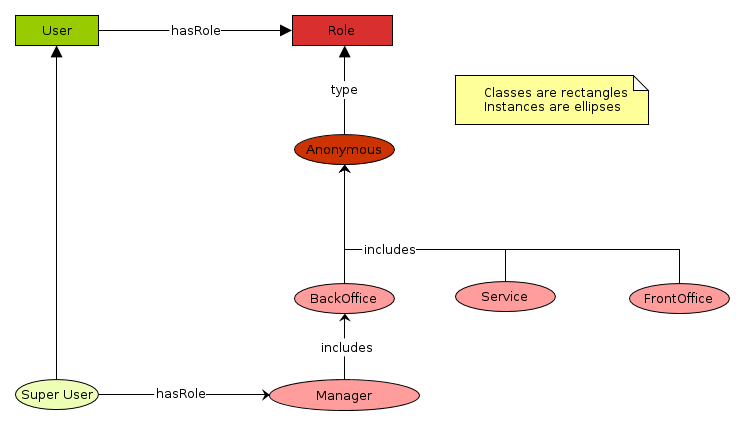 User
hasRole
Role
type
Classes are rectangles
Instances are ellipses
Anonymous
includes
BackOffice
Service
FrontOffice
includes
Super User
hasRole
Manager